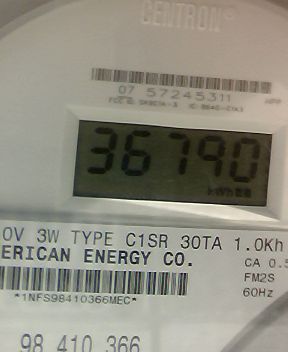 CENTRON®
07 57245311
36790
kWh
0V 3W TYPE C1SR 30TA 1.0Kh
ERICAN ENERGY CO.
CA 0.5
FM2S
*1NFS98410366MEC*
60Hz
98 410 366